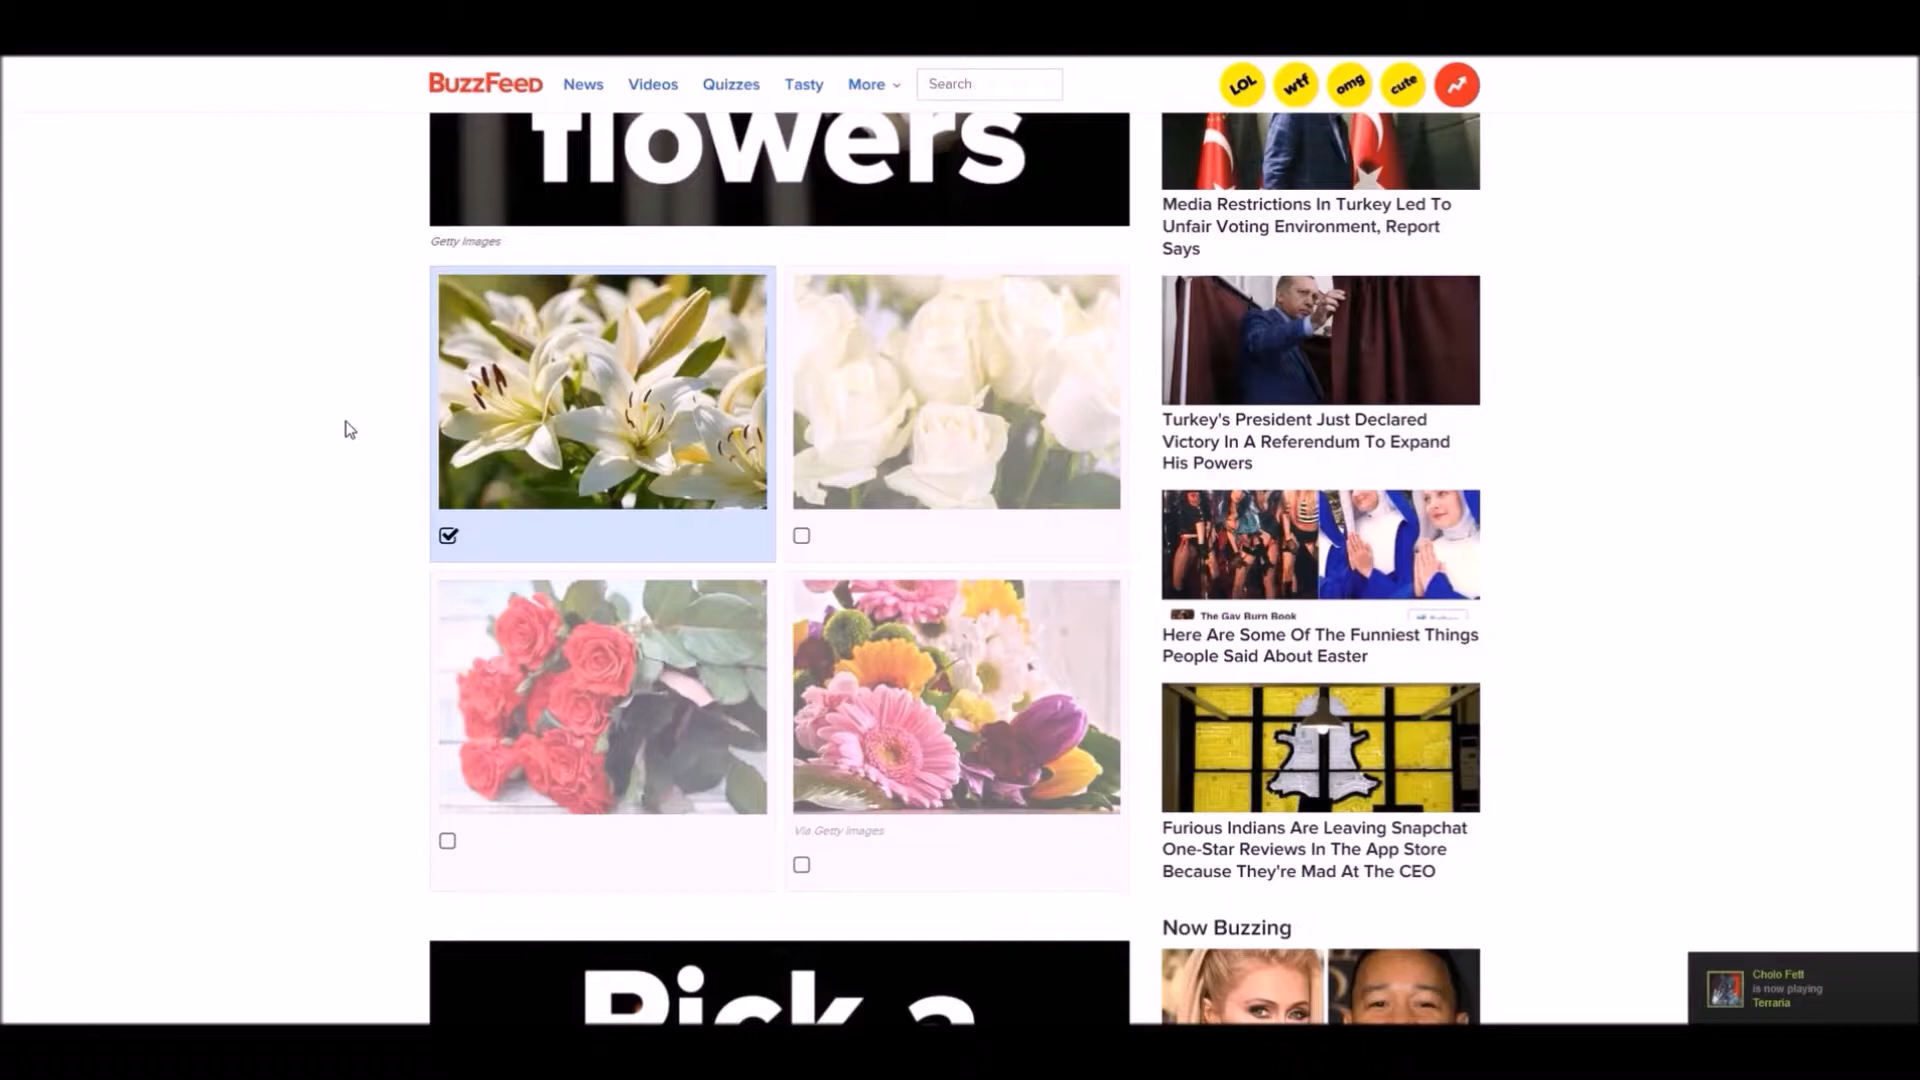 BuzzFeed
News
Videos
Quizzes
Tasty
More
Search
LOL
wtf
omg
cute
flowers
Getty Images
Via Getty Images
Pick a
Media Restrictions In Turkey Led To
Unfair Voting Environment, Report
Says
Turkey's President Just Declared
Victory In A Referendum To Expand
His Powers
The Gay Burn Book
Here Are Some Of The Funniest Things
People Said About Easter
Furious Indians Are Leaving Snapchat
One-Star Reviews In The App Store
Because They're Mad At The CEO
Now Buzzing
Cholo Fett
is now playing
Terraria